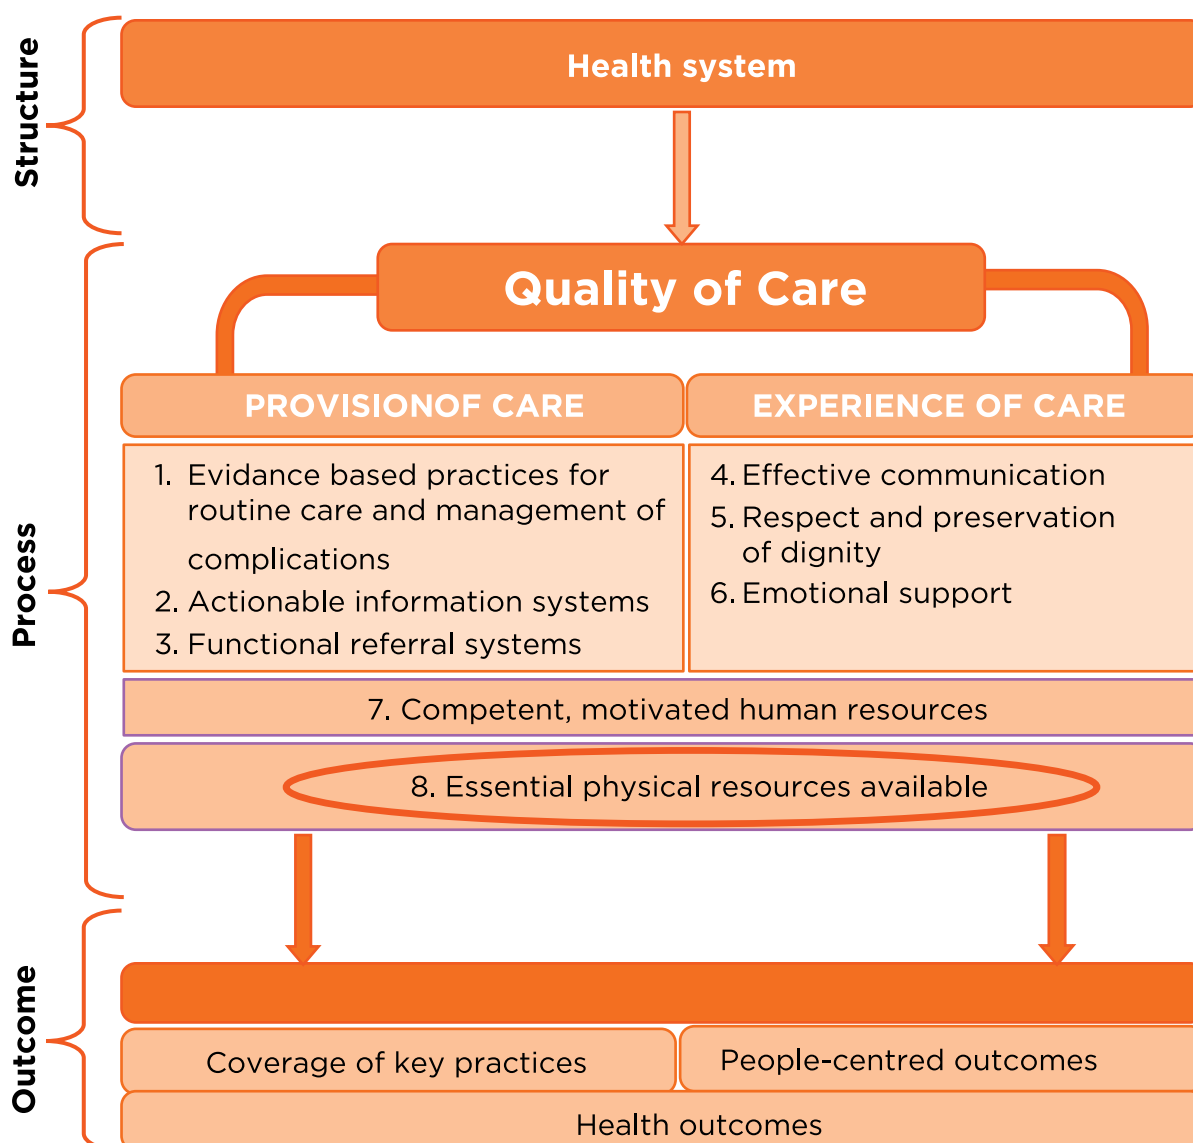 Structure
Health system
Process
Quality of Care
PROVISIONOF CARE
1. Evidance based practices for
routine care and management of
complications
2. Actionable information systems
3. Functional referral systems
EXPERIENCE OF CARE
4. Effective communication
5. Respect and preservation
of dignity
6. Emotional support
7. Competent, motivated human resources
8. Essential physical resources available
Outcome
Coverage of key practices
People-centred outcomes
Health outcomes